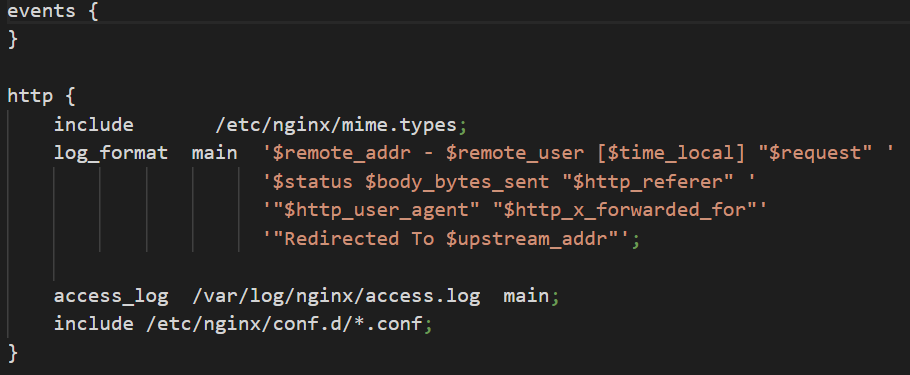 events {
}
http {
    include       /etc/nginx/mime.types;
    log_format  main  '$remote_addr - $remote_user [$time_local] "$request" '
                      '$status $body_bytes_sent "$http_referer" '
                      '"$http_user_agent" "$http_x_forwarded_for"'
                      '"Redirected To $upstream_addr"';
    access_log  /var/log/nginx/access.log  main;
    include /etc/nginx/conf.d/*.conf;
}